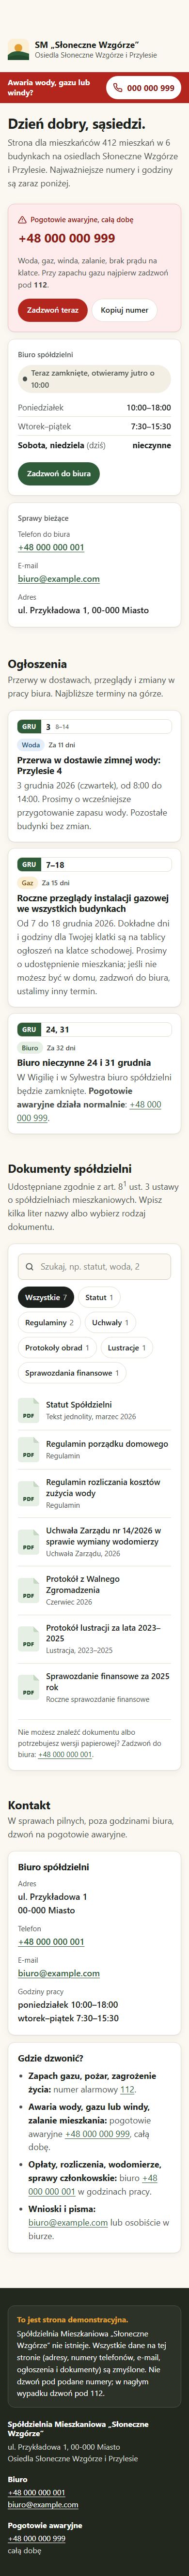 SM „Słoneczne Wzgórze”
Osiedla Słoneczne Wzgórze i Przylesie
Awaria wody, gazu lub
windy?
000 000 999
Dzień dobry, sąsiedzi.
Strona dla mieszkańców 412 mieszkań w 6
budynkach na osiedlach Słoneczne Wzgórze
i Przylesie. Najważniejsze numery i godziny
są zaraz poniżej.
Pogotowie awaryjne, całą dobę
+48 000 000 999
Woda, gaz, winda, zalanie, brak prądu na
klatce. Przy zapachu gazu najpierw zadzwoń
pod 112.
Zadzwoń teraz
Kopiuj numer
Biuro spółdzielni
Teraz zamknięte, otwieramy jutro o
10:00
Poniedziałek 10:00–18:00
Wtorek–piątek 7:30–15:30
Sobota, niedziela (dziś) nieczynne
Zadzwoń do biura
Sprawy bieżące
Telefon do biura
+48 000 000 001
E-mail
biuro@example.com
Adres
ul. Przykładowa 1, 00-000 Miasto
Ogłoszenia
Przerwy w dostawach, przeglądy i zmiany w
pracy biura. Najbliższe terminy na górze.
GRU 3 8–14
Woda Za 11 dni
Przerwa w dostawie zimnej wody:
Przylesie 4
3 grudnia 2026 (czwartek), od 8:00 do
14:00. Prosimy o wcześniejsze
przygotowanie zapasu wody. Pozostałe
budynki bez zmian.
GRU 7–18
Gaz Za 15 dni
Roczne przeglądy instalacji gazowej
we wszystkich budynkach
Od 7 do 18 grudnia 2026. Dokładne dni
i godziny dla Twojej klatki są na tablicy
ogłoszeń na klatce schodowej. Prosimy
o udostępnienie mieszkania; jeśli nie
możesz być w domu, zadzwoń do biura,
ustalimy inny termin.
GRU 24, 31
Biuro Za 32 dni
Biuro nieczynne 24 i 31 grudnia
W Wigilię i w Sylwestra biuro spółdzielni
będzie zamknięte. Pogotowie
awaryjne działa normalnie: +48 000
000 999.
Dokumenty spółdzielni
Udostępniane zgodnie z art. 8¹ ust. 3 ustawy
o spółdzielniach mieszkaniowych. Wpisz
kilka liter nazwy albo wybierz rodzaj
dokumentu.
Szukaj, np. statut, woda, 2
Wszystkie 7
Statut 1
Regulaminy 2
Uchwały 1
Protokoły obrad 1
Lustracje 1
Sprawozdania finansowe 1
PDF
Statut Spółdzielni
Tekst jednolity, marzec 2026
PDF
Regulamin porządku domowego
Regulamin
PDF
Regulamin rozliczania kosztów
zużycia wody
Regulamin
PDF
Uchwała Zarządu nr 14/2026 w
sprawie wymiany wodomierzy
Uchwała Zarządu, 2026
PDF
Protokół z Walnego
Zgromadzenia
Czerwiec 2026
PDF
Protokół lustracji za lata 2023–
2025
Lustracja, 2023–2025
PDF
Sprawozdanie finansowe za 2025
rok
Roczne sprawozdanie finansowe
Nie możesz znaleźć dokumentu albo
potrzebujesz wersji papierowej? Zadzwoń do
biura: +48 000 000 001.
Kontakt
W sprawach pilnych, poza godzinami biura,
dzwoń na pogotowie awaryjne.
Biuro spółdzielni
Adres
ul. Przykładowa 1
00-000 Miasto
Telefon
+48 000 000 001
E-mail
biuro@example.com
Godziny pracy
poniedziałek 10:00–18:00
wtorek–piątek 7:30–15:30
Gdzie dzwonić?
Zapach gazu, pożar, zagrożenie
życia: numer alarmowy 112.
Awaria wody, gazu lub windy,
zalanie mieszkania: pogotowie
awaryjne +48 000 000 999, całą
dobę.
Opłaty, rozliczenia, wodomierze,
sprawy członkowskie: biuro +48
000 000 001 w godzinach pracy.
Wnioski i pisma:
biuro@example.com lub osobiście w
biurze.
To jest strona demonstracyjna.
Spółdzielnia Mieszkaniowa „Słoneczne
Wzgórze” nie istnieje. Wszystkie dane na tej
stronie (adresy, numery telefonów, e-mail,
ogłoszenia i dokumenty) są zmyślone. Nie
dzwoń pod podane numery; w nagłym
wypadku dzwoń pod 112.
Spółdzielnia Mieszkaniowa „Słoneczne
Wzgórze”
ul. Przykładowa 1, 00-000 Miasto
Osiedla Słoneczne Wzgórze i Przylesie
Biuro
+48 000 000 001
biuro@example.com
Pogotowie awaryjne
+48 000 000 999
całą dobę